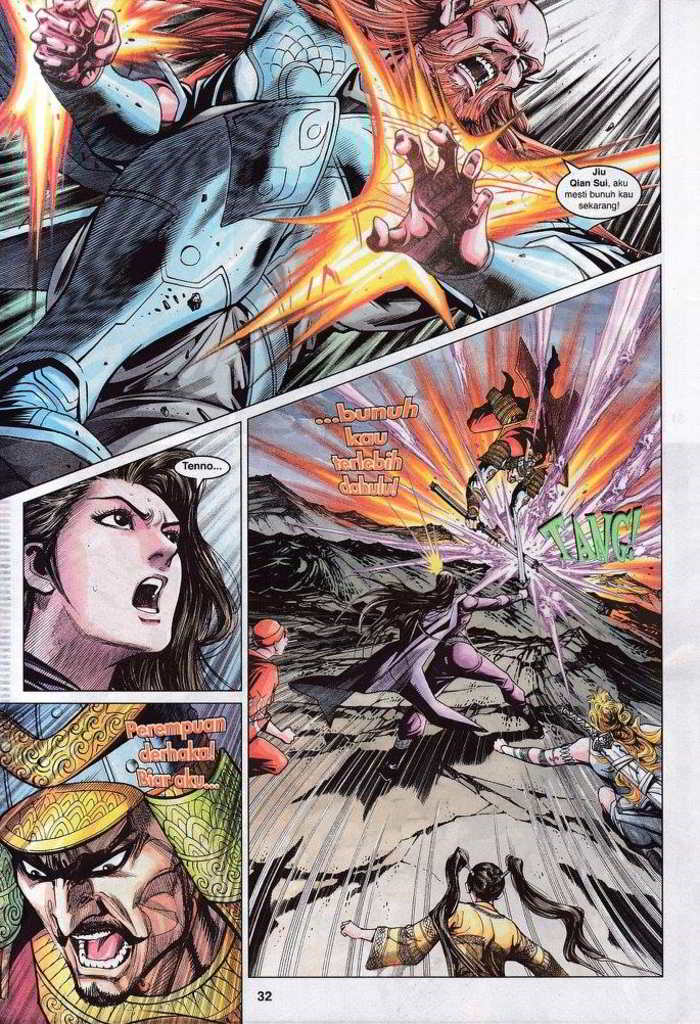 Jiu
Qian Sui, aku
mesti bunuh kau
sekarang!
Tenno...
Perempuan
derhaka!
Biar aku...
...bunuh
kau
terlebih
dahulu!
TANG!
32